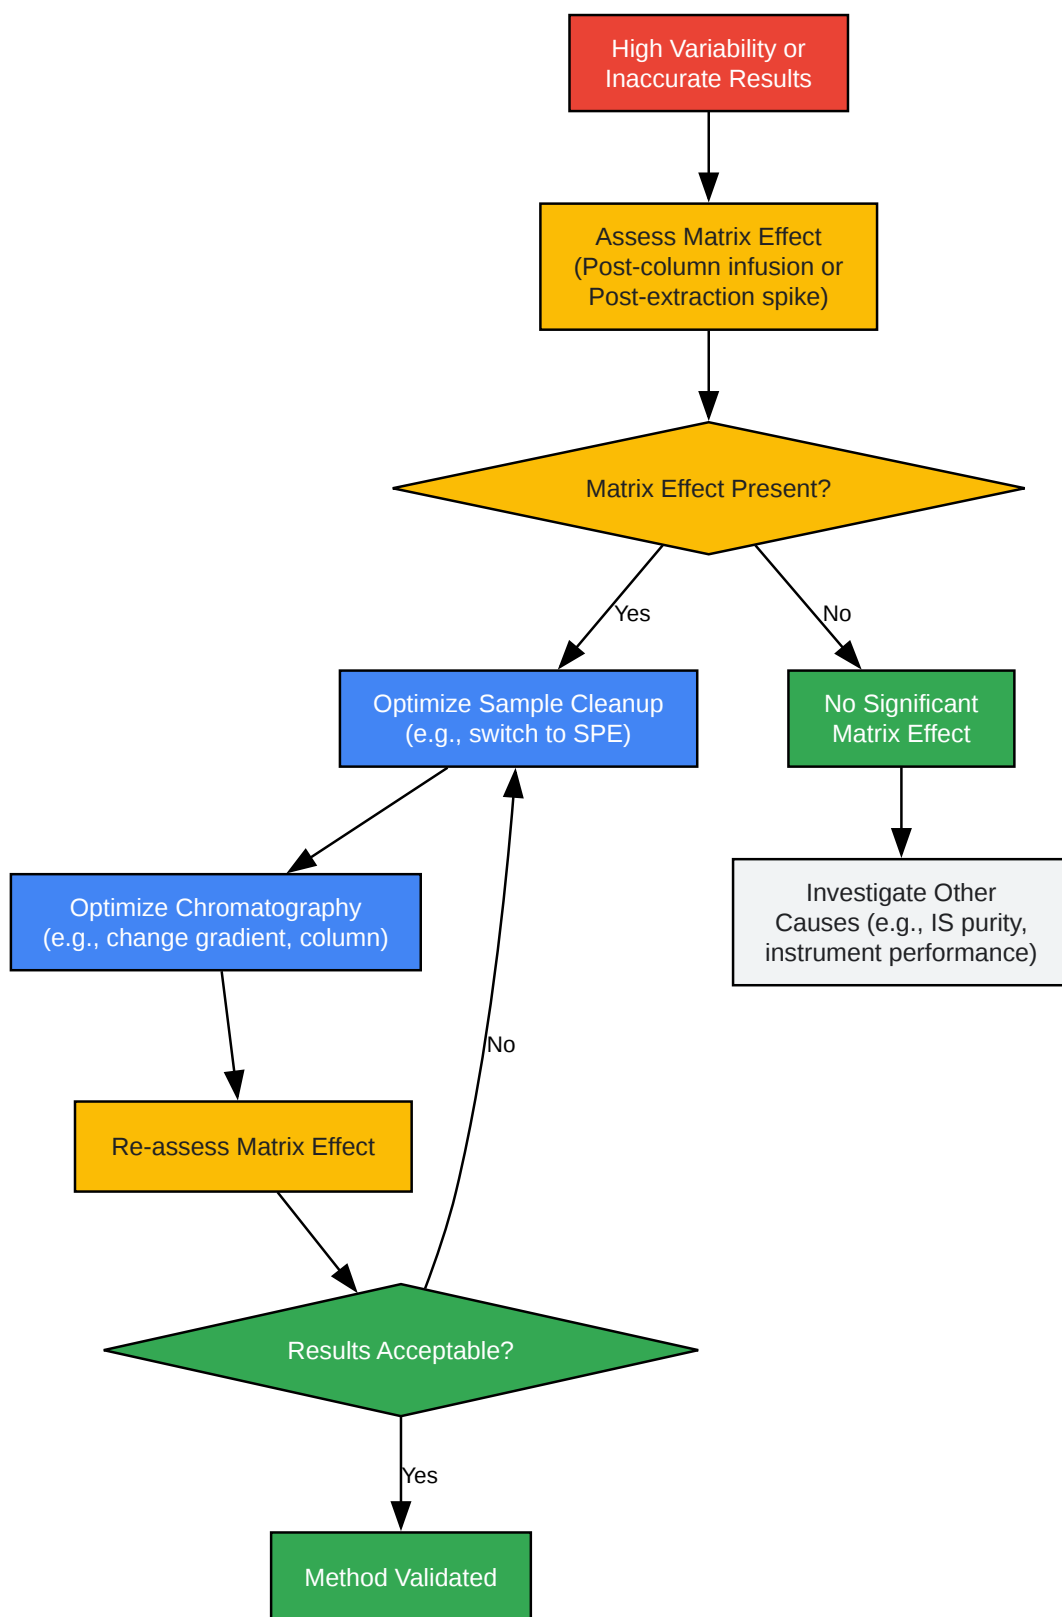 High Variability or
Inaccurate Results
Assess Matrix Effect
(Post-column infusion or
Post-extraction spike)
Matrix Effect Present?
Yes
No
Optimize Sample Cleanup
(e.g., switch to SPE)
No Significant
Matrix Effect
Optimize Chromatography
(e.g., change gradient, column)
Investigate Other
Causes (e.g., IS purity,
instrument performance)
No
Re-assess Matrix Effect
Results Acceptable?
Yes
Method Validated